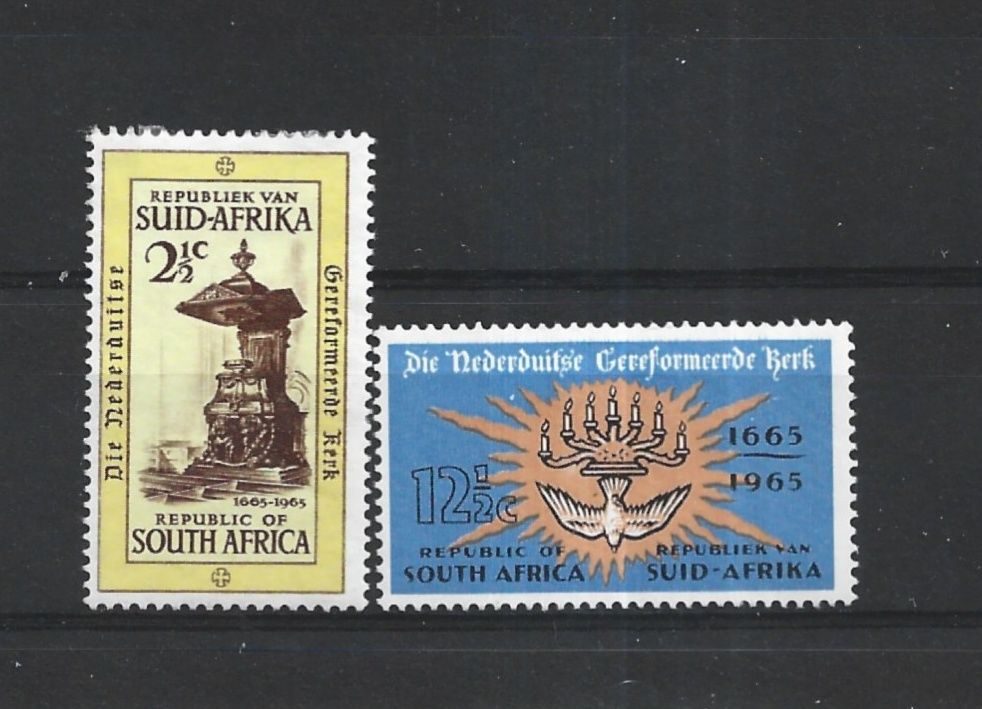 REPUBLIEK VAN
SUID-AFRIKA
2½c
Die Nederduitse
Gereformeerde Kerk
1665-1965
REPUBLIC OF
SOUTH AFRICA
Die Nederduitse Gereformeerde Kerk
1665
1965
12½c
REPUBLIC OF
SOUTH AFRICA
REPUBLIEK VAN
SUID-AFRIKA